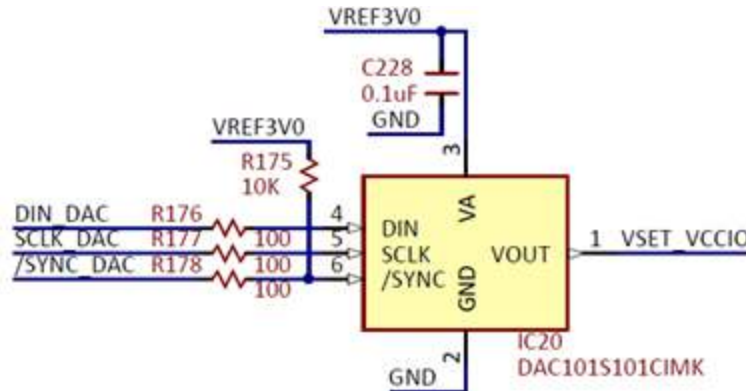 VREF3V0
C228
0.1uF
GND
VREF3V0
R175
10K
3
VA
DIN_DAC R176 100 4 DIN
SCLK_DAC R177 100 5 SCLK
/SYNC_DAC R178 100 6 /SYNC
VOUT 1 VSET_VCCIO
GND
2
IC20
DAC101S101CIMK
GND